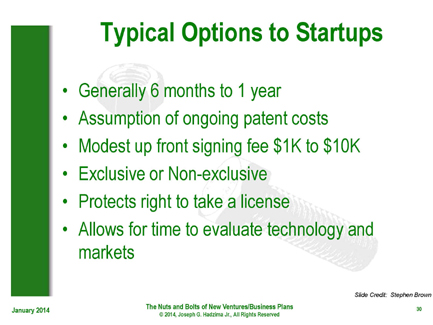 Typical Options to Startups
• Generally 6 months to 1 year
• Assumption of ongoing patent costs
• Modest up front signing fee $1K to $10K
• Exclusive or Non-exclusive
• Protects right to take a license
• Allows for time to evaluate technology and
markets
Slide Credit: Stephen Brown
January 2014
The Nuts and Bolts of New Ventures/Business Plans
© 2014, Joseph G. Hadzima Jr., All Rights Reserved
30